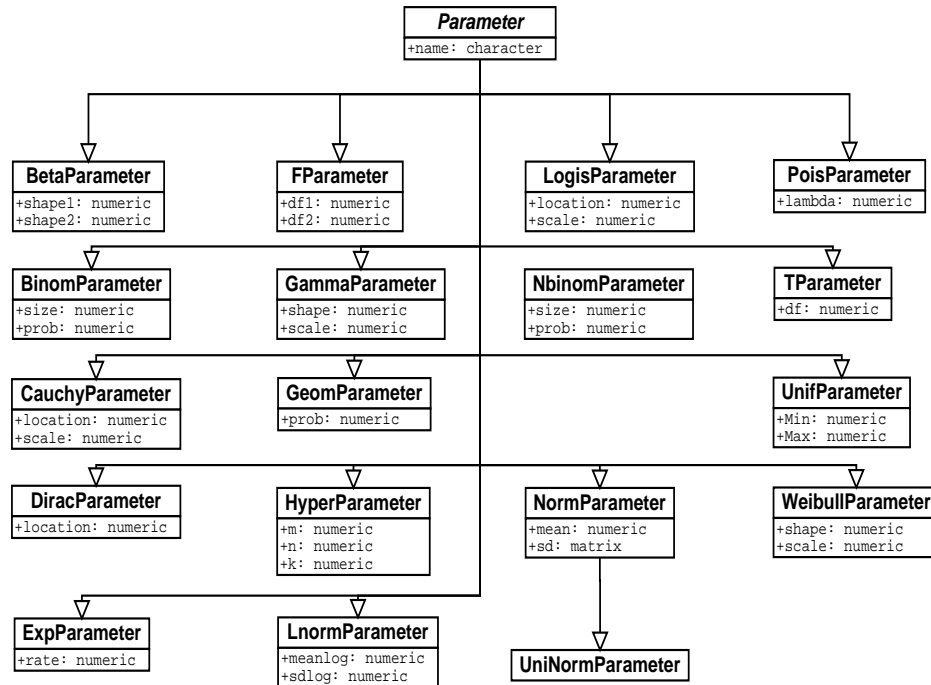 Parameter
+name: character
BetaParameter
+shape1: numeric
+shape2: numeric
FParameter
+df1: numeric
+df2: numeric
LogisParameter
+location: numeric
+scale: numeric
PoisParameter
+lambda: numeric
BinomParameter
+size: numeric
+prob: numeric
GammaParameter
+shape: numeric
+scale: numeric
NbinomParameter
+size: numeric
+prob: numeric
TParameter
+df: numeric
CauchyParameter
+location: numeric
+scale: numeric
GeomParameter
+prob: numeric
UnifParameter
+Min: numeric
+Max: numeric
DiracParameter
+location: numeric
HyperParameter
+m: numeric
+n: numeric
+k: numeric
NormParameter
+mean: numeric
+sd: matrix
WeibullParameter
+shape: numeric
+scale: numeric
ExpParameter
+rate: numeric
LnormParameter
+meanlog: numeric
+sdlog: numeric
UniNormParameter